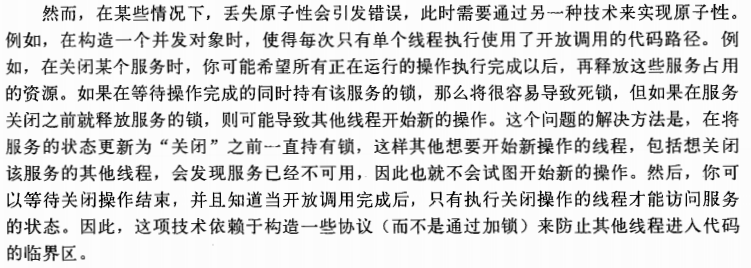 然而，在某些情况下，丢失原子性会引发错误，此时需要通过另一种技术来实现原子性。
例如，在构造一个并发对象时，使得每次只有单个线程执行使用了开放调用的代码路径。例
如，在关闭某个服务时，你可能希望所有正在运行的操作执行完成以后，再释放这些服务占用
的资源。如果在等待操作完成的同时持有该服务的锁，那么将很容易导致死锁，但如果在服务
关闭之前就释放服务的锁，则可能导致其他线程开始新的操作。这个问题的解决方法是，在将
服务的状态更新为“关闭”之前一直持有锁，这样其他想要开始新操作的线程，包括想关闭
该服务的其他线程，会发现服务已经不可用，因此也就不会试图开始新的操作。然后，你可
以等待关闭操作结束，并且知道当开放调用完成后，只有执行关闭操作的线程才能访问服务
的状态。因此，这项技术依赖于构造一些协议（而不是通过加锁）来防止其他线程进入代码
的临界区。